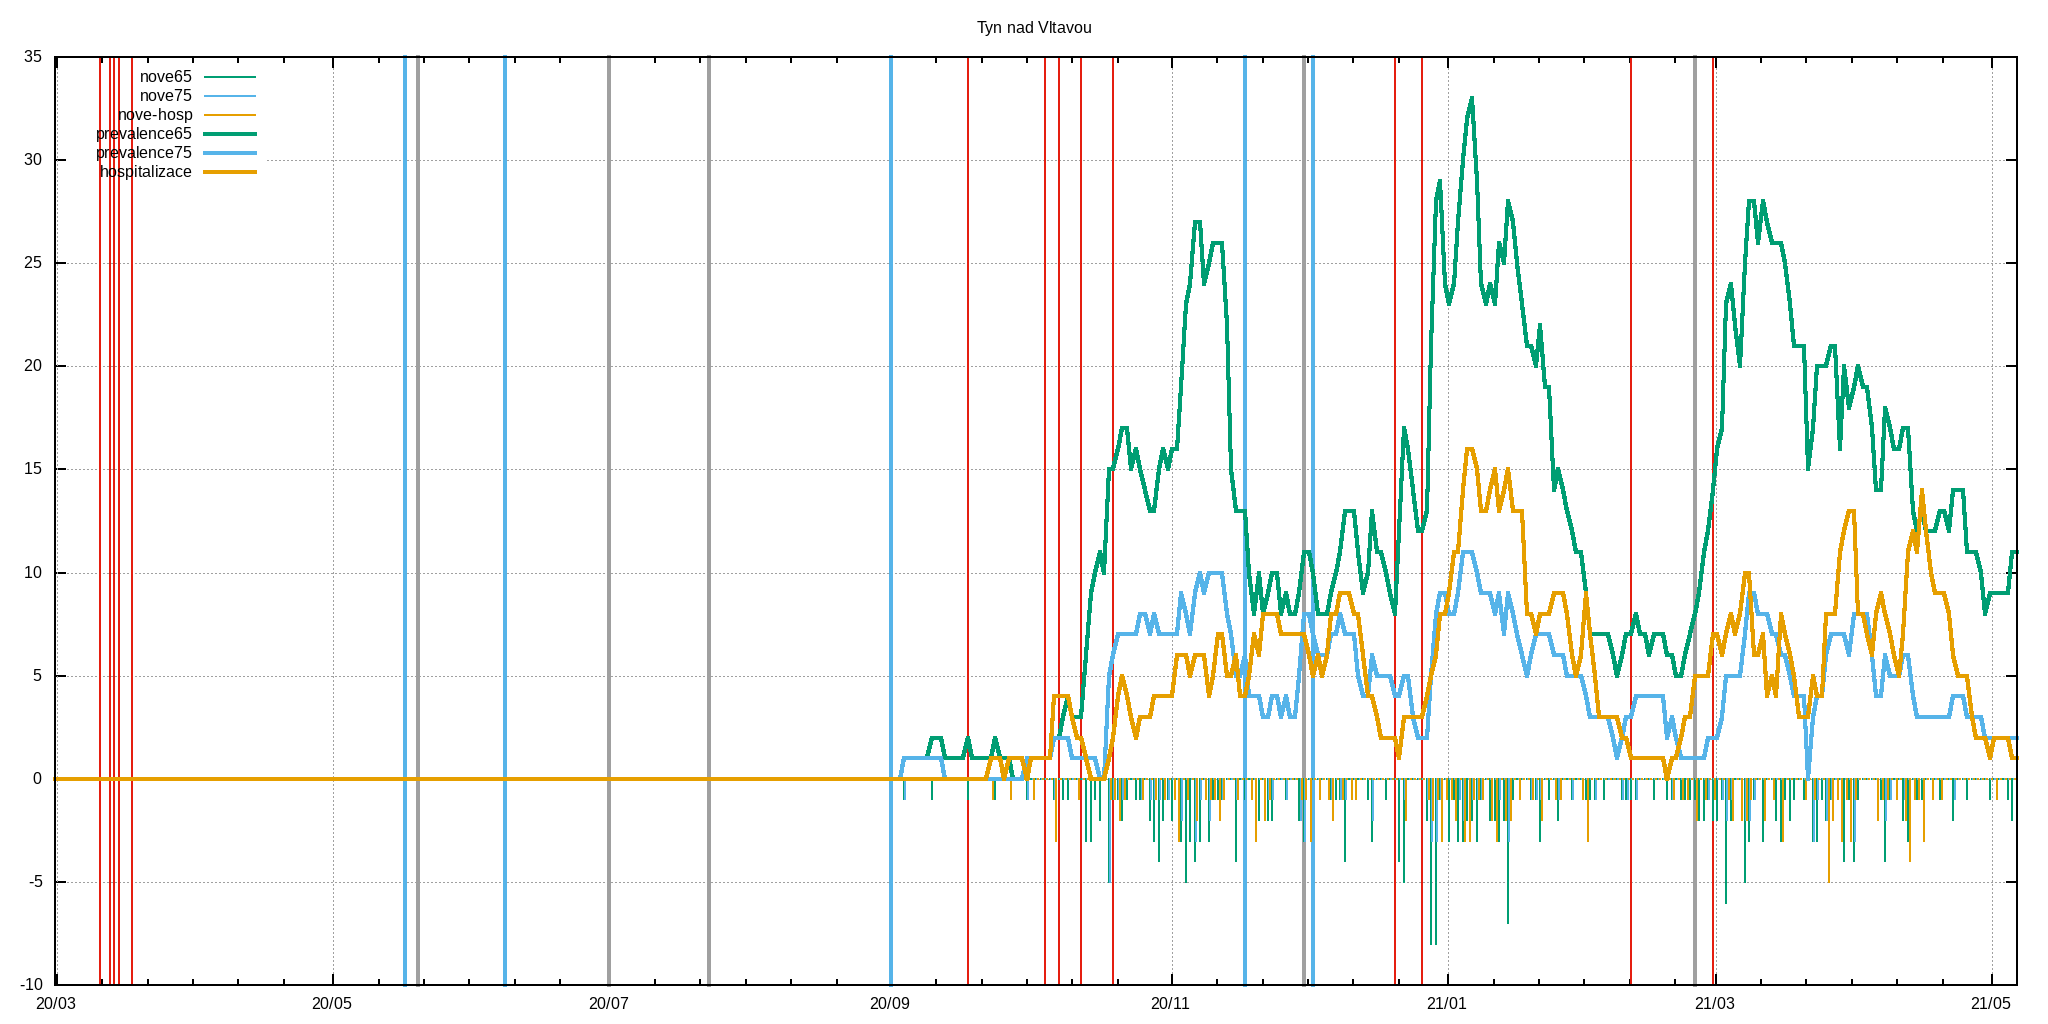 Tyn nad Vltavou
35
30
25
20
15
10
5
0
-5
-10
nove65
nove75
nove-hosp
prevalence65
prevalence75
hospitalizace
20/03 20/05 20/07 20/09 20/11 21/01 21/03 21/05